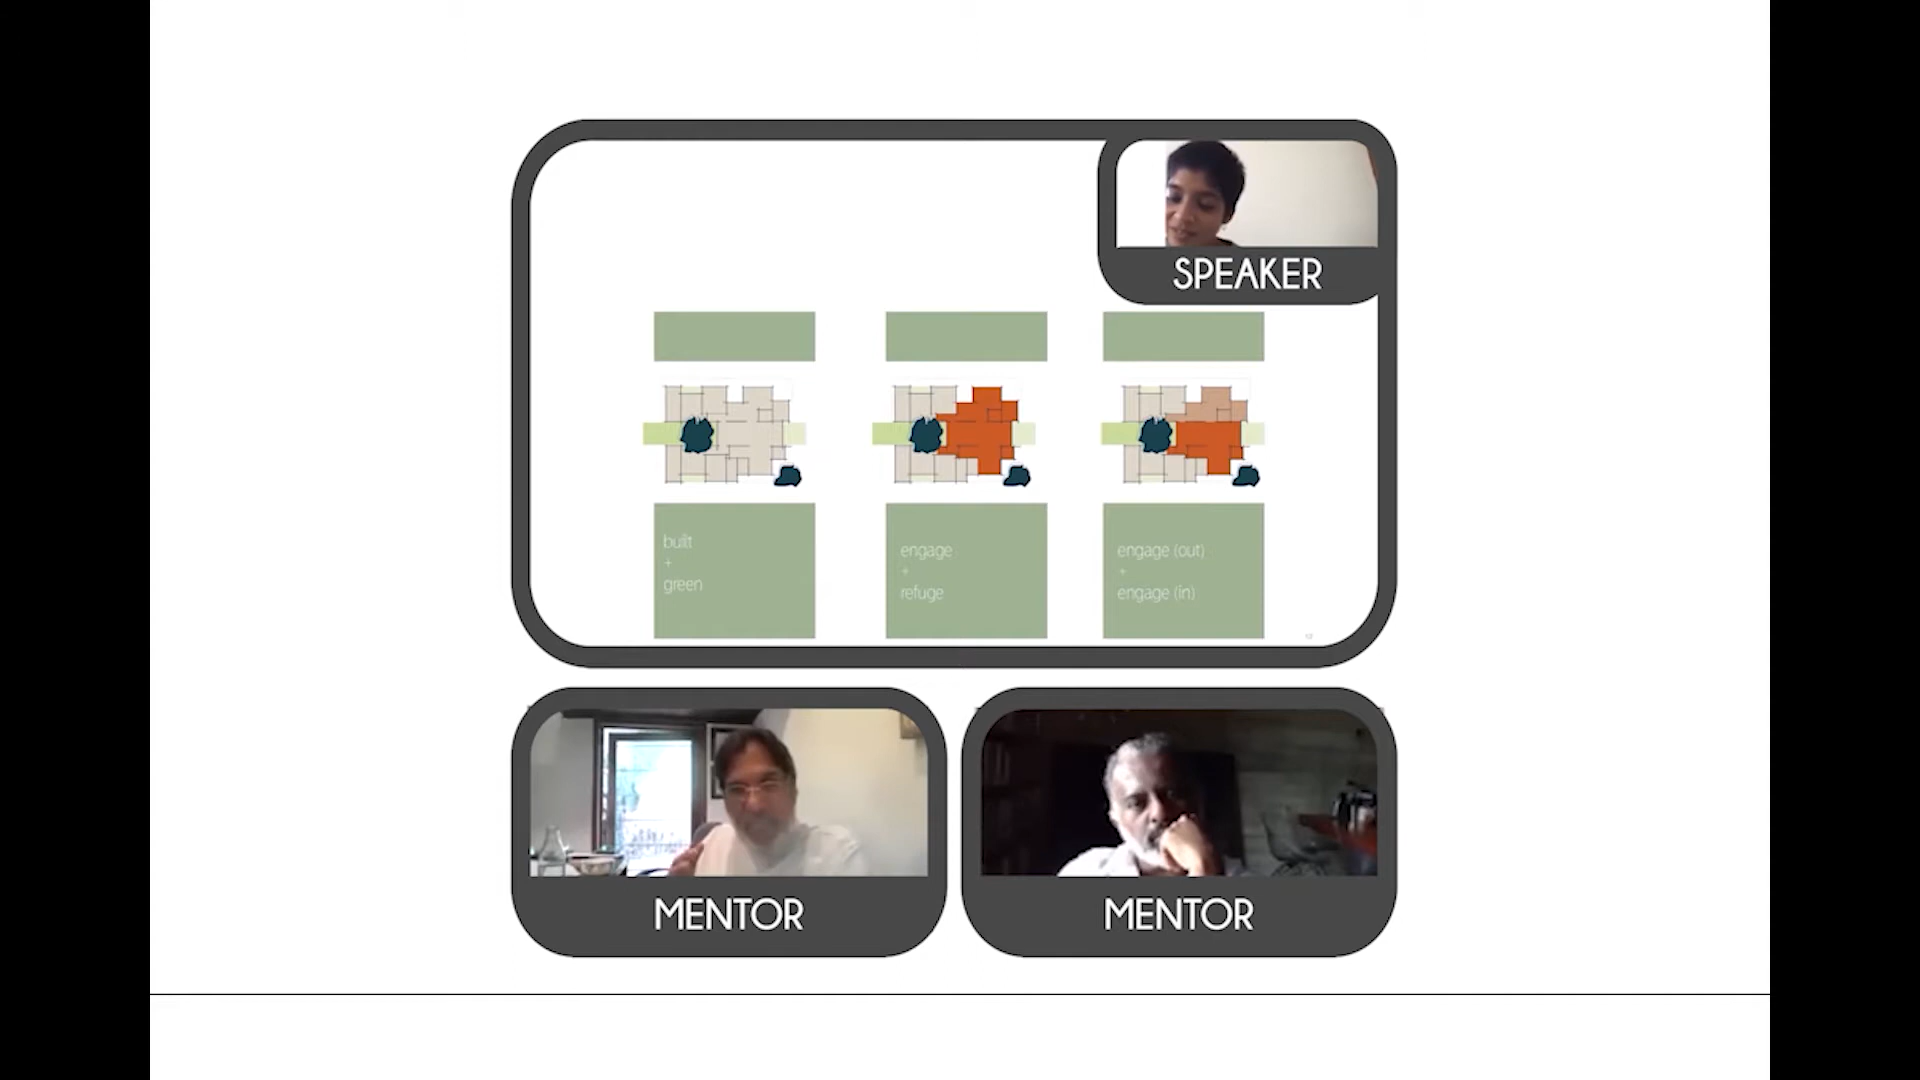 SPEAKER
built
+
green
engage
+
refuge
engage (out)
+
engage (in)
MENTOR
MENTOR